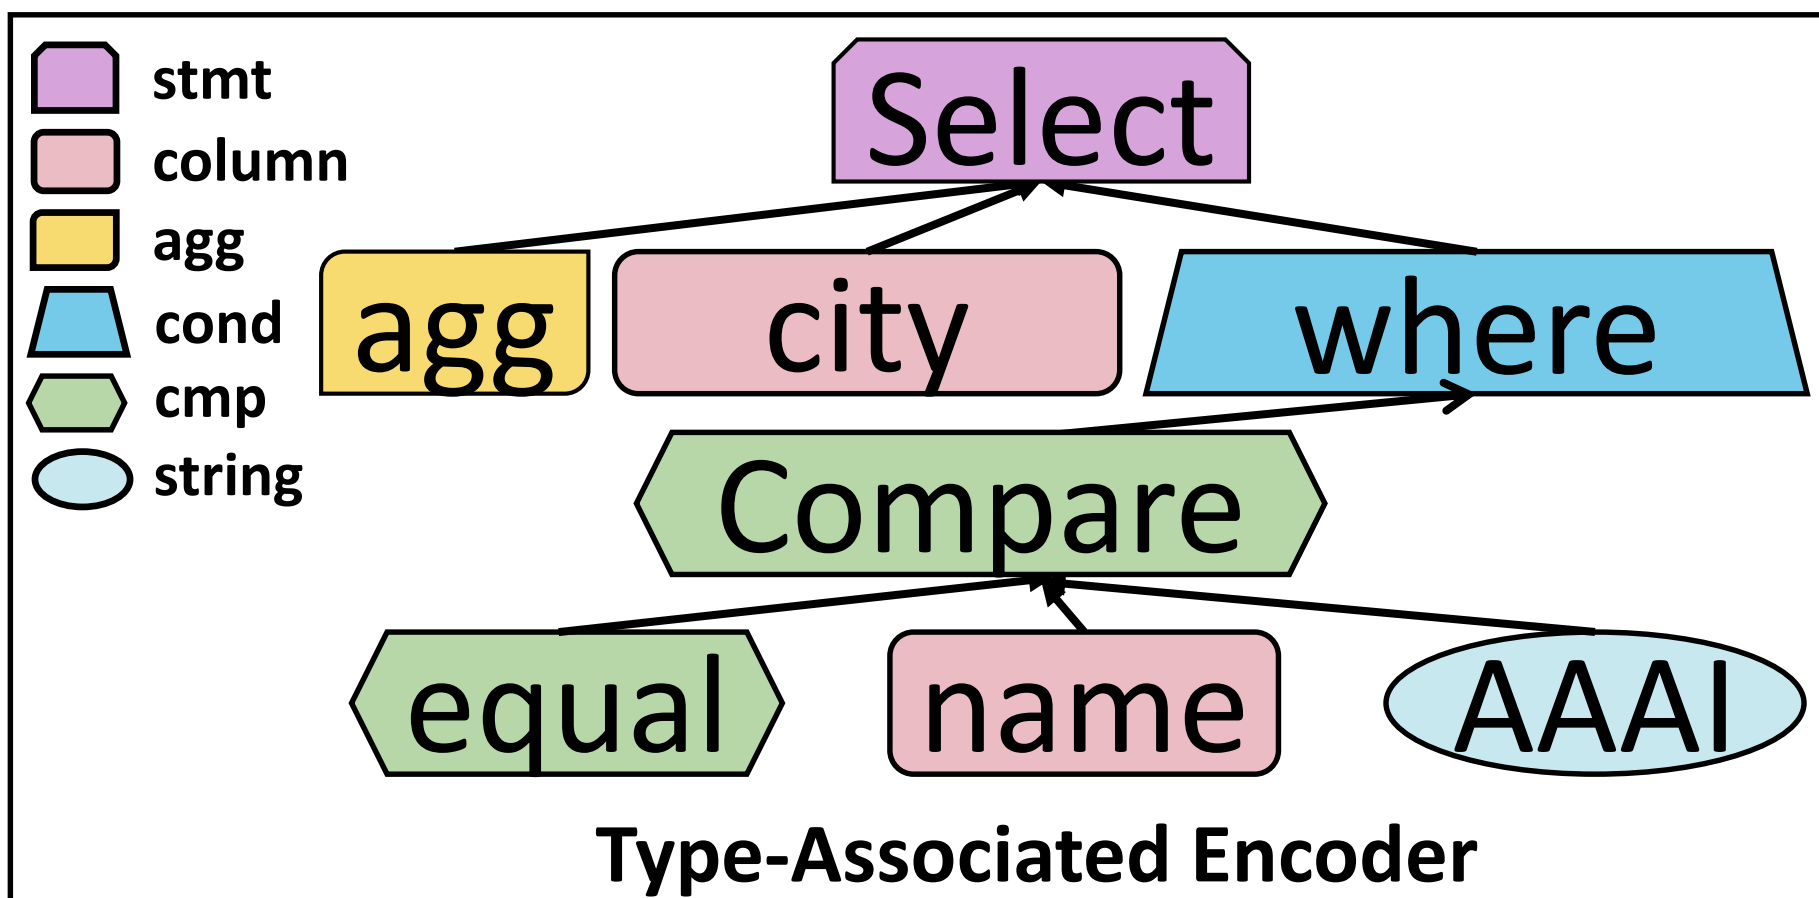 stmt
column
agg
cond
cmp
string
Select
agg
city
where
Compare
equal
name
AAAI
Type-Associated Encoder